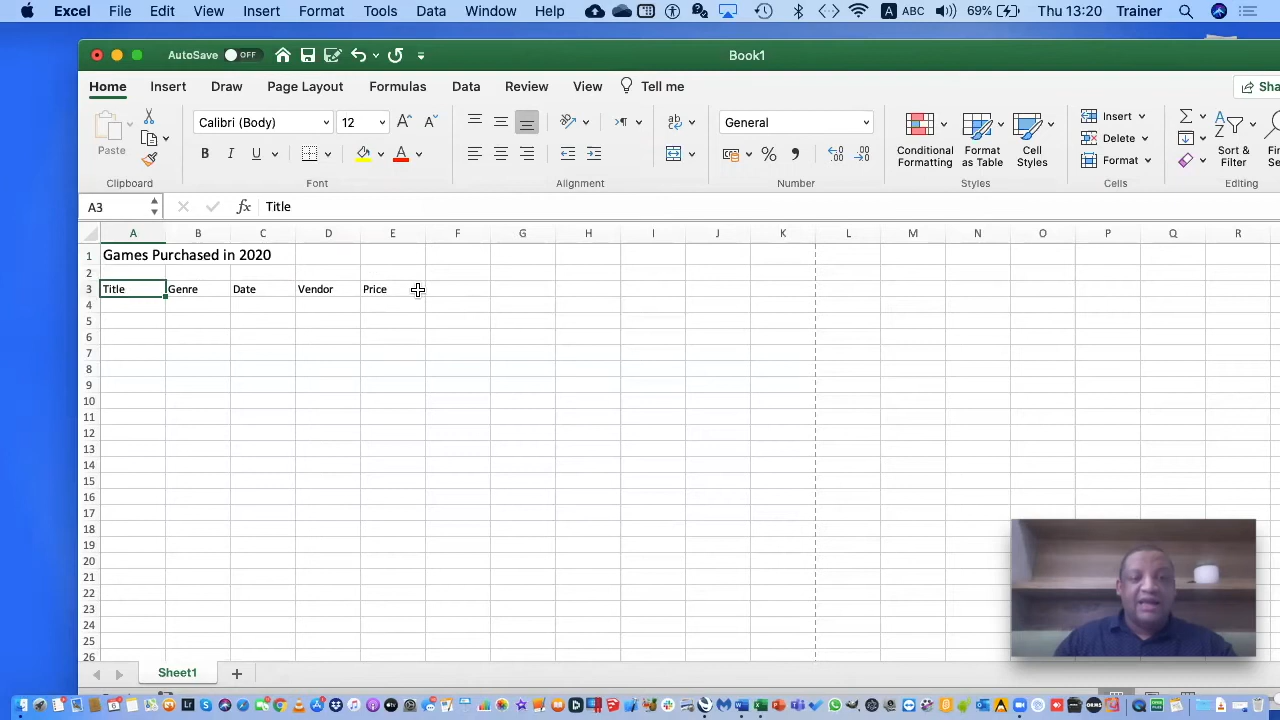 Excel File Edit View Insert Format Tools Data Window Help ABC 69% Thu 13:20 Trainer
AutoSave OFF Book1
Home Insert Draw Page Layout Formulas Data Review View Tell me Sha
Paste Calibri (Body) 12 General Conditional Formatting Format as Table Cell Styles Insert Delete Format Sort & Filter
Clipboard Font Alignment Number Styles Cells Editing
A3 fx Title
A B C D E F G H I J K L M N O P Q R
1 Games Purchased in 2020
2
3 Title Genre Date Vendor Price
4
5
6
7
8
9
10
11
12
13
14
15
16
17
18
19
20
21
22
23
24
25
26
Sheet1